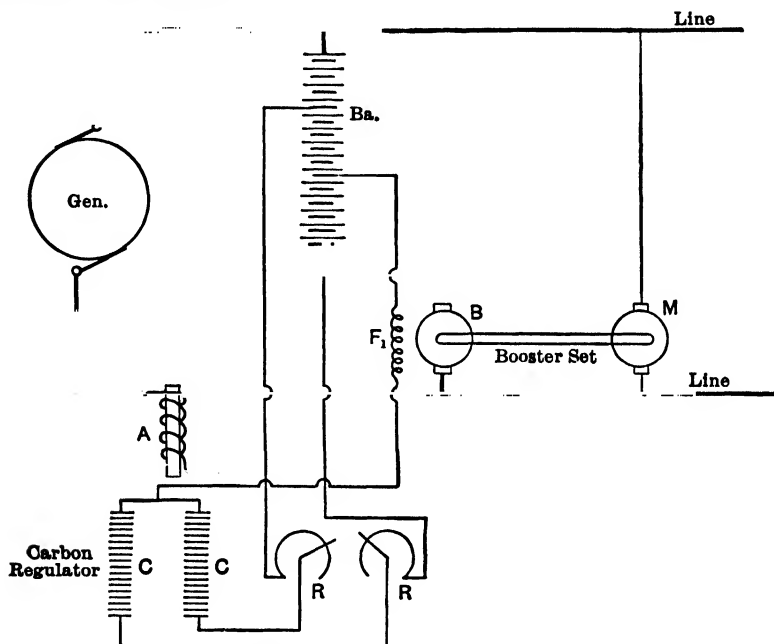 Line
Ba.
Gen.
B
M
F1
Booster Set
Line
A
Carbon
Regulator
C
C
R
R